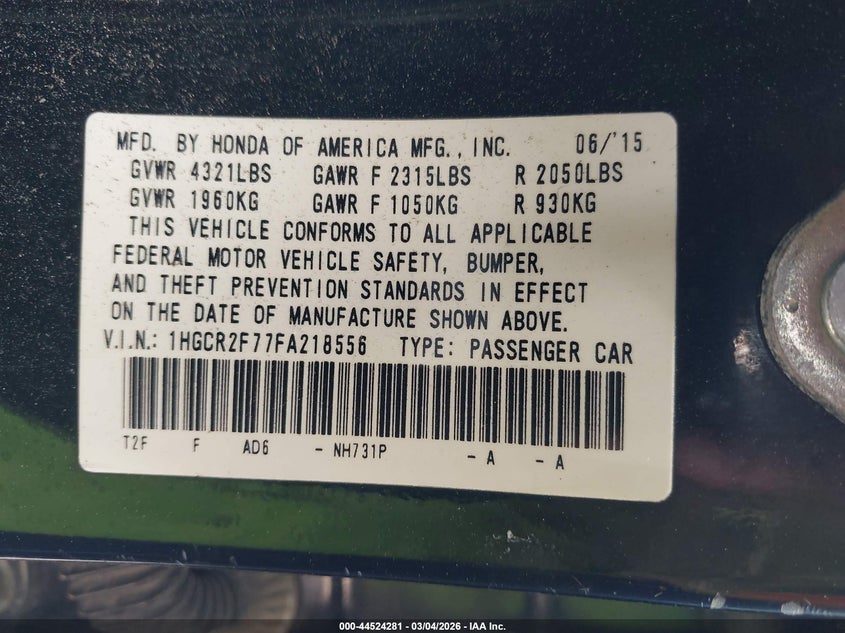 MFD. BY HONDA OF AMERICA MFG., INC. 06/'15
GVWR 4321LBS GAWR F 2315LBS R 2050LBS
GVWR 1960KG GAWR F 1050KG R 930KG
THIS VEHICLE CONFORMS TO ALL APPLICABLE
FEDERAL MOTOR VEHICLE SAFETY, BUMPER,
AND THEFT PREVENTION STANDARDS IN EFFECT
ON THE DATE OF MANUFACTURE SHOWN ABOVE.
V.I.N.: 1HGCR2F77FA218556 TYPE: PASSENGER CAR
T2F F AD6 - NH731P - A - A
000-44524281 - 03/04/2026 - IAA Inc.